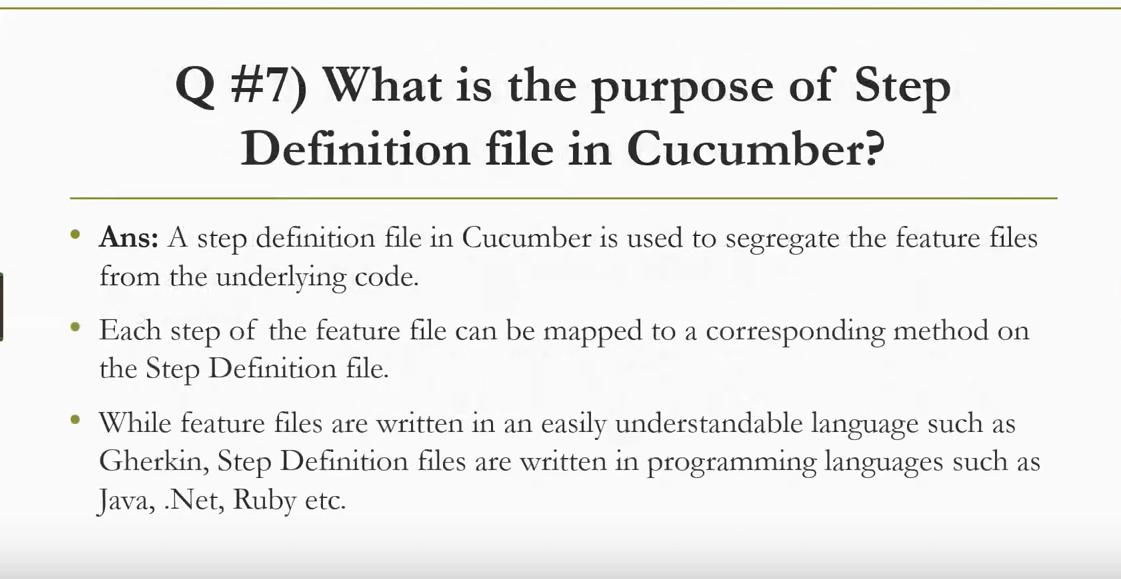 Q #7) What is the purpose of Step
Definition file in Cucumber?
• Ans: A step definition file in Cucumber is used to segregate the feature files
from the underlying code.
• Each step of the feature file can be mapped to a corresponding method on
the Step Definition file.
• While feature files are written in an easily understandable language such as
Gherkin, Step Definition files are written in programming languages such as
Java, .Net, Ruby etc.